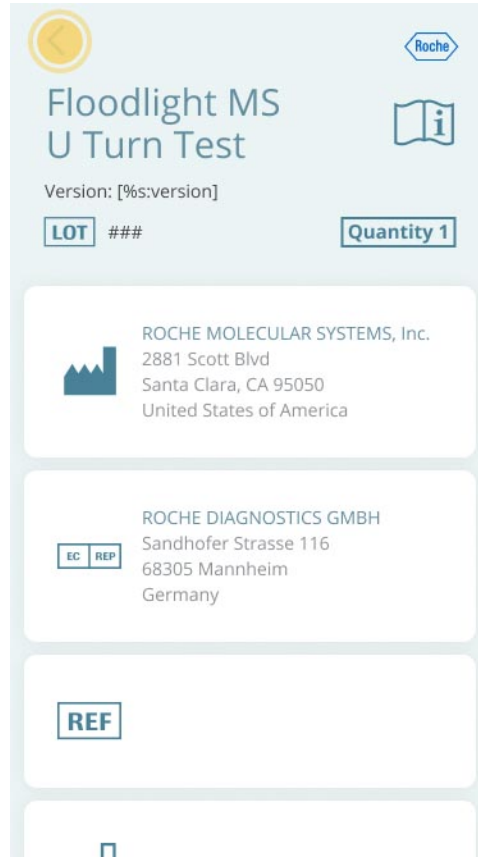 Roche
Floodlight MS
U Turn Test
i
Version: [%s:version]
LOT ###
Quantity 1
ROCHE MOLECULAR SYSTEMS, Inc.
2881 Scott Blvd
Santa Clara, CA 95050
United States of America
EC REP
ROCHE DIAGNOSTICS GMBH
Sandhofer Strasse 116
68305 Mannheim
Germany
REF